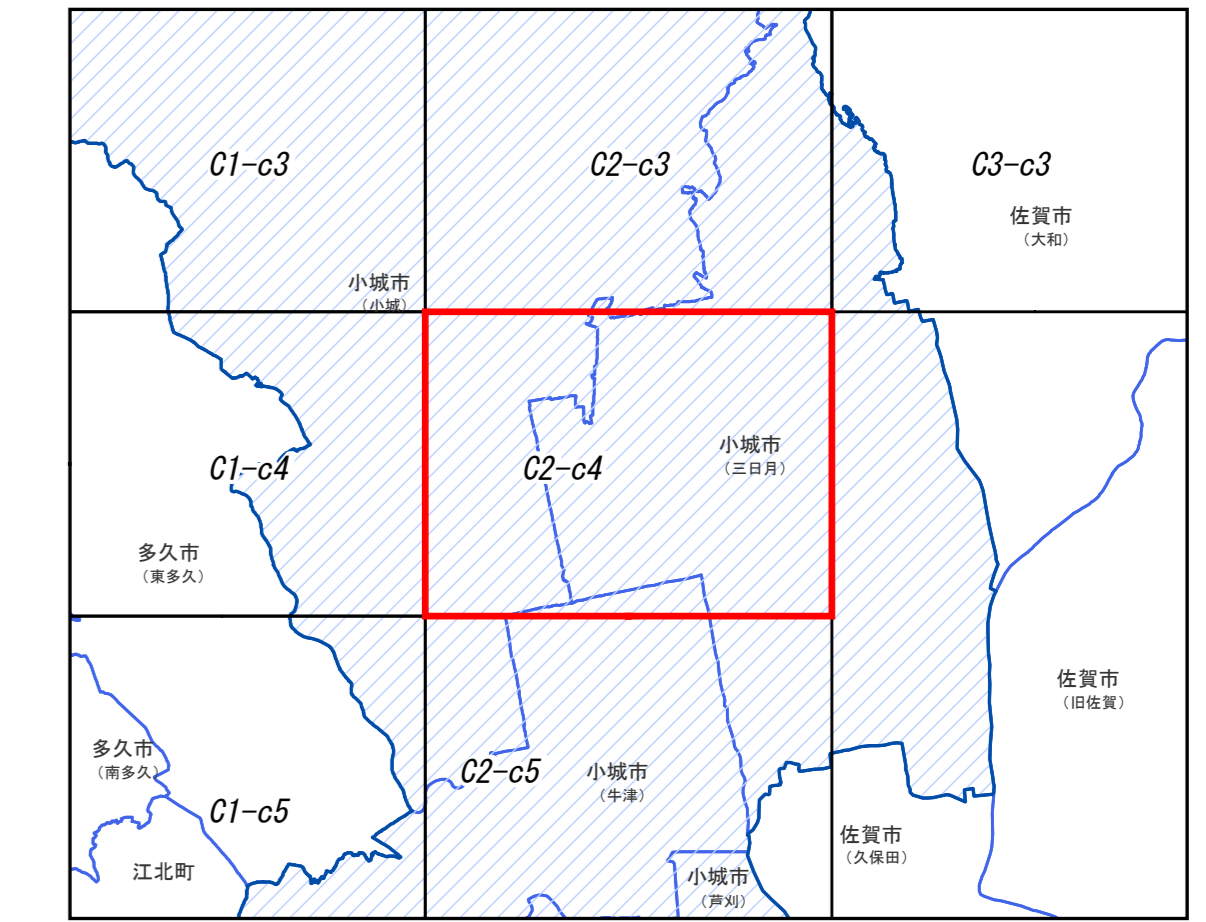 C1-c3
C2-c3
C3-c3
佐賀市
（大和）
小城市
（小城）
小城市
（三日月）
C1-c4
C2-c4
多久市
（東多久）
佐賀市
（旧佐賀）
多久市
（南多久）
C2-c5
小城市
（牛津）
C1-c5
佐賀市
（久保田）
江北町
小城市
（芦刈）